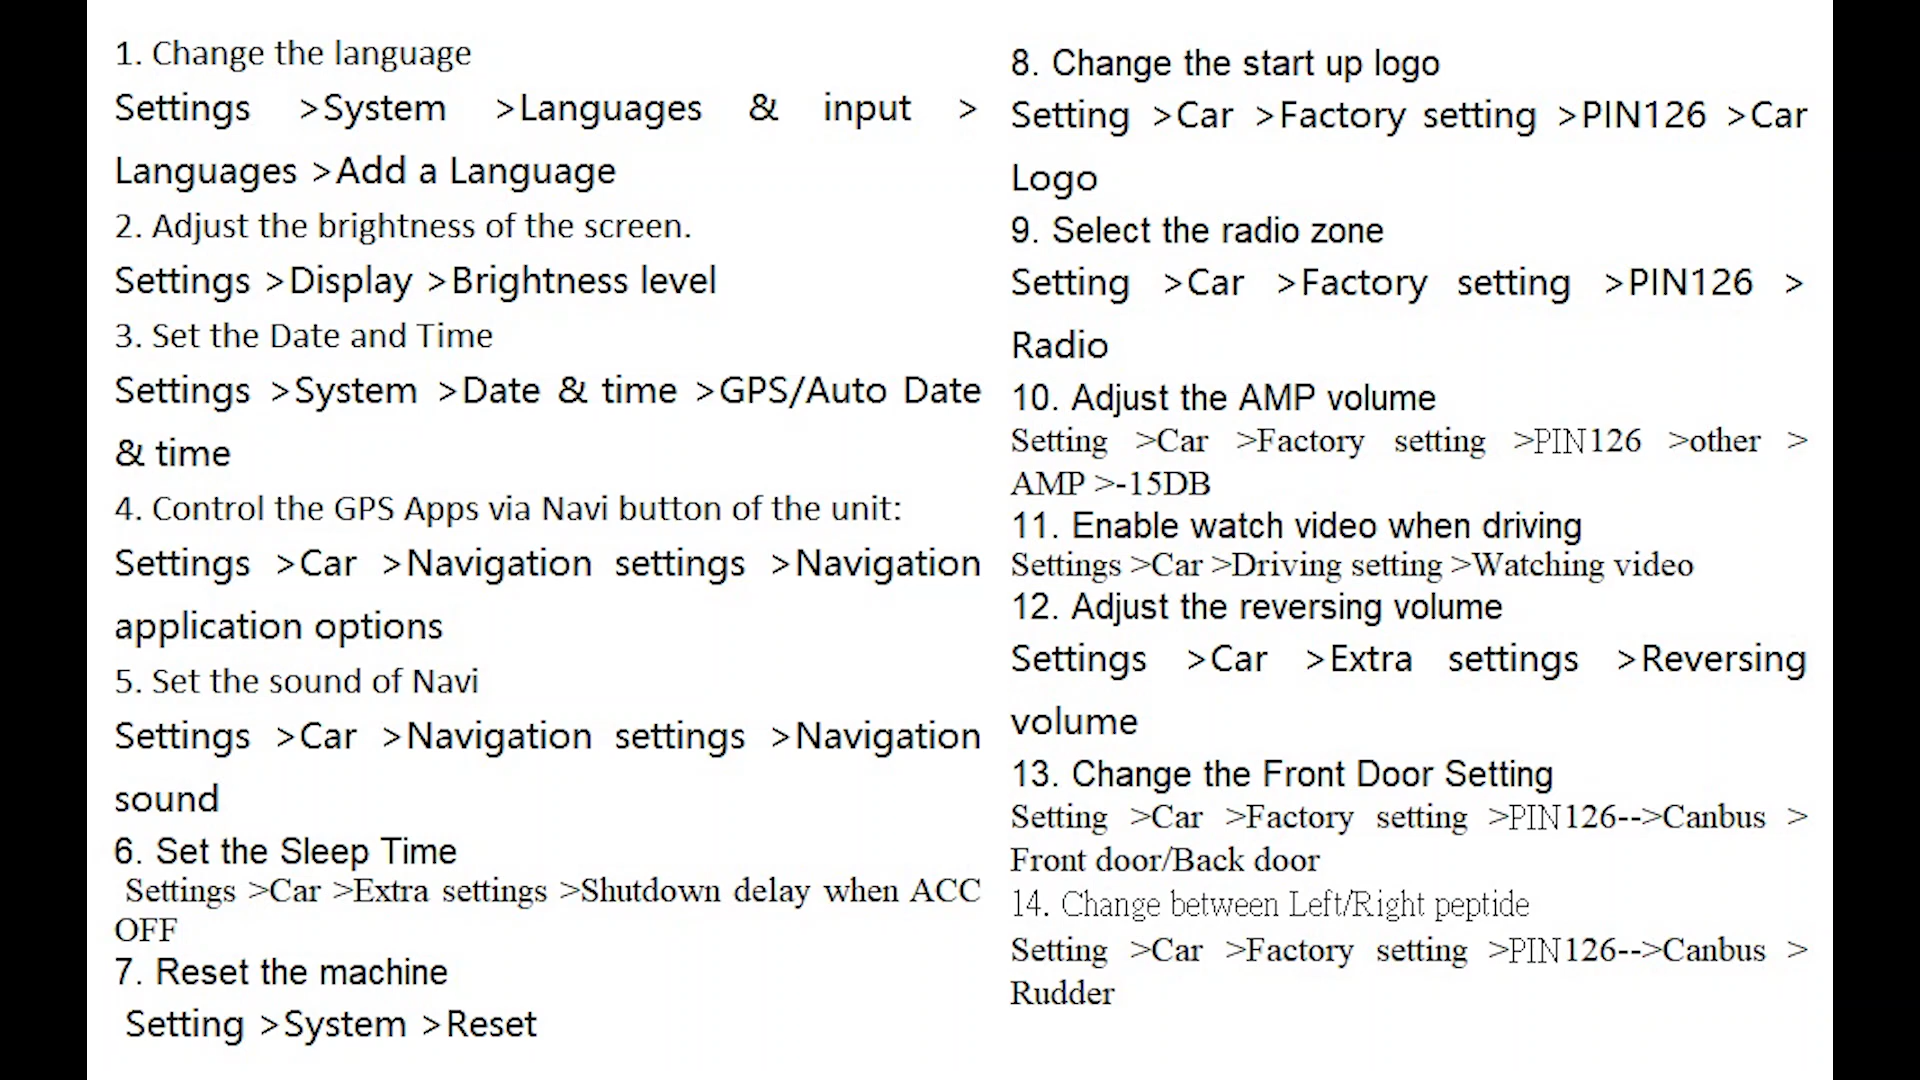 1. Change the language
Settings >System >Languages & input >
Languages >Add a Language
2. Adjust the brightness of the screen.
Settings >Display >Brightness level
3. Set the Date and Time
Settings >System >Date & time >GPS/Auto Date
& time
4. Control the GPS Apps via Navi button of the unit:
Settings >Car >Navigation settings >Navigation
application options
5. Set the sound of Navi
Settings >Car >Navigation settings >Navigation
sound
6. Set the Sleep Time
Settings >Car >Extra settings >Shutdown delay when ACC
OFF
7. Reset the machine
Setting >System >Reset
8. Change the start up logo
Setting >Car >Factory setting >PIN126 >Car
Logo
9. Select the radio zone
Setting >Car >Factory setting >PIN126 >
Radio
10. Adjust the AMP volume
Setting >Car >Factory setting >PIN126 >other >
AMP >-15DB
11. Enable watch video when driving
Settings >Car >Driving setting >Watching video
12. Adjust the reversing volume
Settings >Car >Extra settings >Reversing
volume
13. Change the Front Door Setting
Setting >Car >Factory setting >PIN126-->Canbus >
Front door/Back door
14. Change between Left/Right peptide
Setting >Car >Factory setting >PIN126-->Canbus >
Rudder